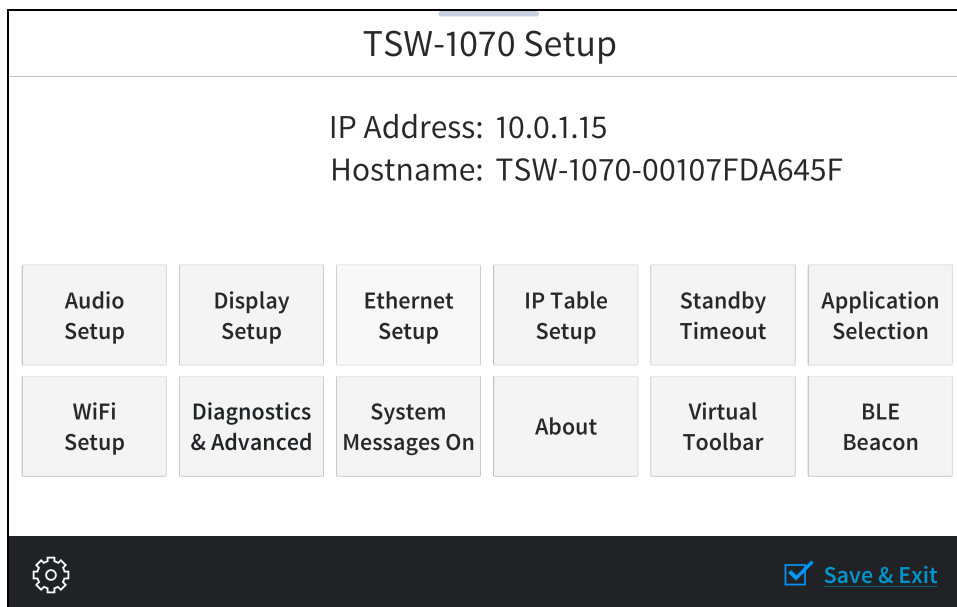 TSW-1070 Setup
IP Address: 10.0.1.15
Hostname: TSW-1070-00107FDA645F
Audio
Setup
Display
Setup
Ethernet
Setup
IP Table
Setup
Standby
Timeout
Application
Selection
WiFi
Setup
Diagnostics
& Advanced
System
Messages On
About
Virtual
Toolbar
BLE
Beacon
Save & Exit